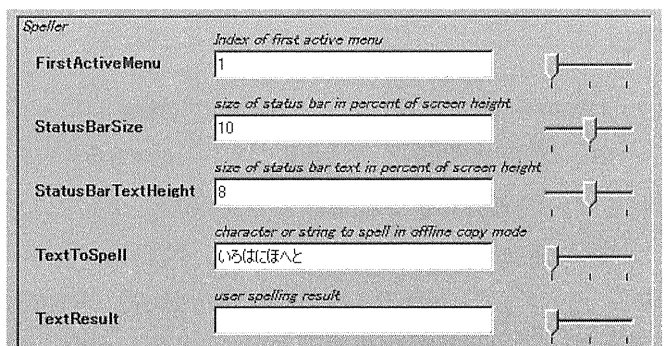 Speller
Index of first active menu
FirstActiveMenu 1
size of status bar in percent of screen height
StatusBarSize 10
size of status bar text in percent of screen height
StatusBarTextHeight 8
character or string to spell in offline copy mode
TextToSpell いろはにほへと
user spelling result
TextResult